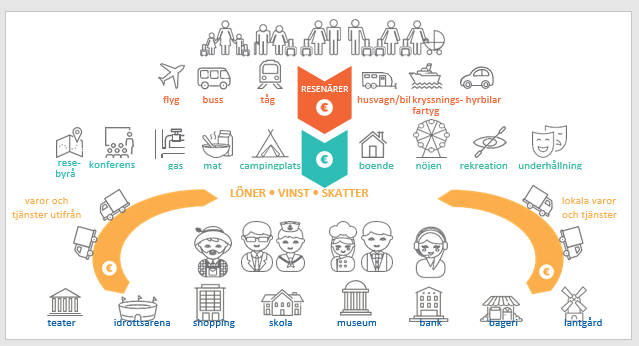 RESENÄRER
€
flyg buss tåg husvagn/bil kryssnings- hyrbilar
fartyg
€
rese- konferens gas mat campingplats boende nöjen rekreation underhållning
byrå
LÖNER • VINST • SKATTER
varor och
tjänster utifrån
lokala varor
och tjänster
€
€
teater idrottsarena shopping skola museum bank bageri lantgård